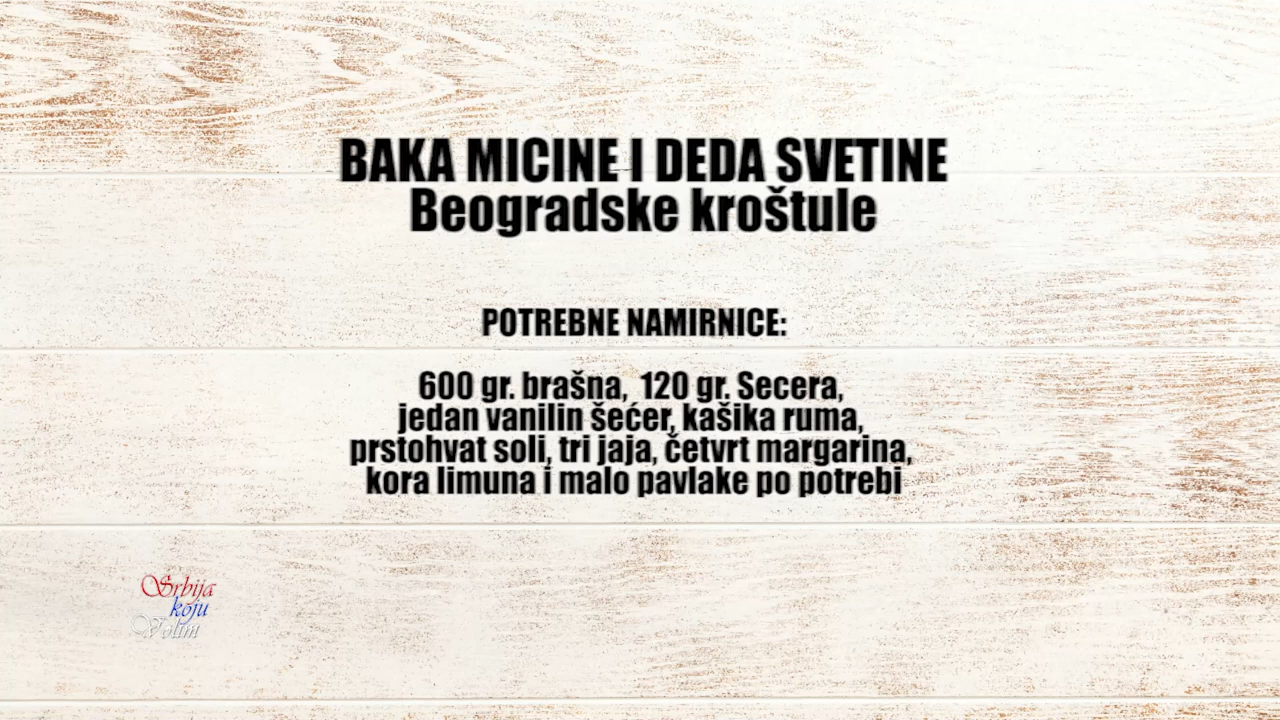 BAKA MICINE I DEDA SVETINE
Beogradske kroštule
POTREBNE NAMIRNICE:
600 gr. brašna, 120 gr. Secera,
jedan vanilin šećer, kašika ruma,
prstohvat soli, tri jaja, četvrt margarina,
kora limuna i malo pavlake po potrebi
Srbija
koju
Volim